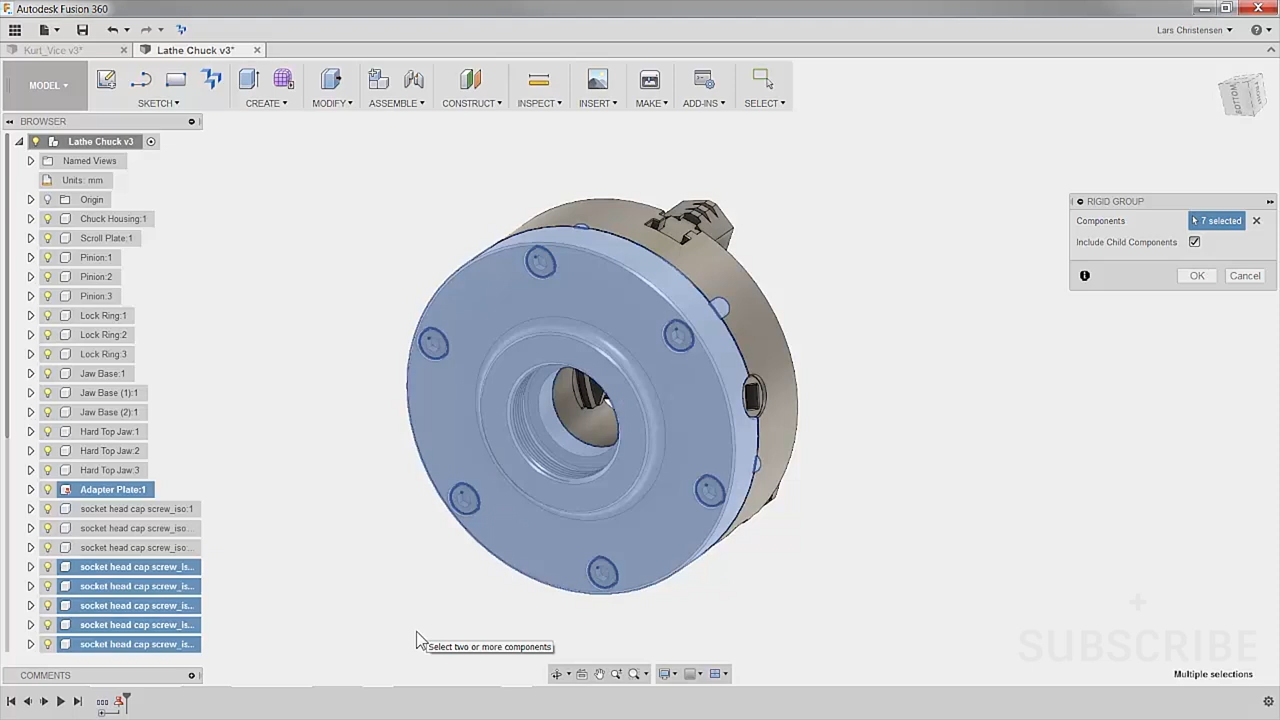 Autodesk Fusion 360
Lars Christensen
Kurt_Vice v3*
Lathe Chuck v3*
MODEL
SKETCH
CREATE
MODIFY
ASSEMBLE
CONSTRUCT
INSPECT
INSERT
MAKE
ADD-INS
SELECT
BOTTOM
BROWSER
Lathe Chuck v3
Named Views
Units: mm
Origin
Chuck Housing:1
Scroll Plate:1
Pinion:1
Pinion:2
Pinion:3
Lock Ring:1
Lock Ring:2
Lock Ring:3
Jaw Base:1
Jaw Base (1):1
Jaw Base (2):1
Hard Top Jaw:1
Hard Top Jaw:2
Hard Top Jaw:3
Adapter Plate:1
socket head cap screw_iso:1
socket head cap screw_iso...
socket head cap screw_iso...
socket head cap screw_is...
socket head cap screw_is...
socket head cap screw_is...
socket head cap screw_is...
socket head cap screw_is...
RIGID GROUP
Components
7 selected
Include Child Components
OK
Cancel
Select two or more components
SUBSCRIBE
COMMENTS
Multiple selections